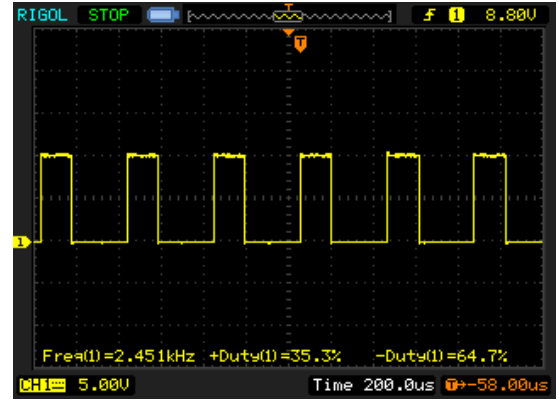 RIGOL STOP T f 1 8.80V
T
1
Freq(1)=2.451kHz +Duty(1)=35.3% -Duty(1)=64.7%
CH1 5.00V Time 200.0us T→-58.00us